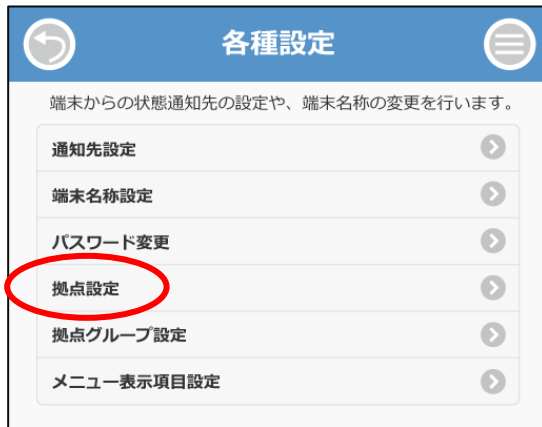 各種設定
端末からの状態通知先の設定や、端末名称の変更を行います。
通知先設定
端末名称設定
パスワード変更
拠点設定
拠点グループ設定
メニュー表示項目設定